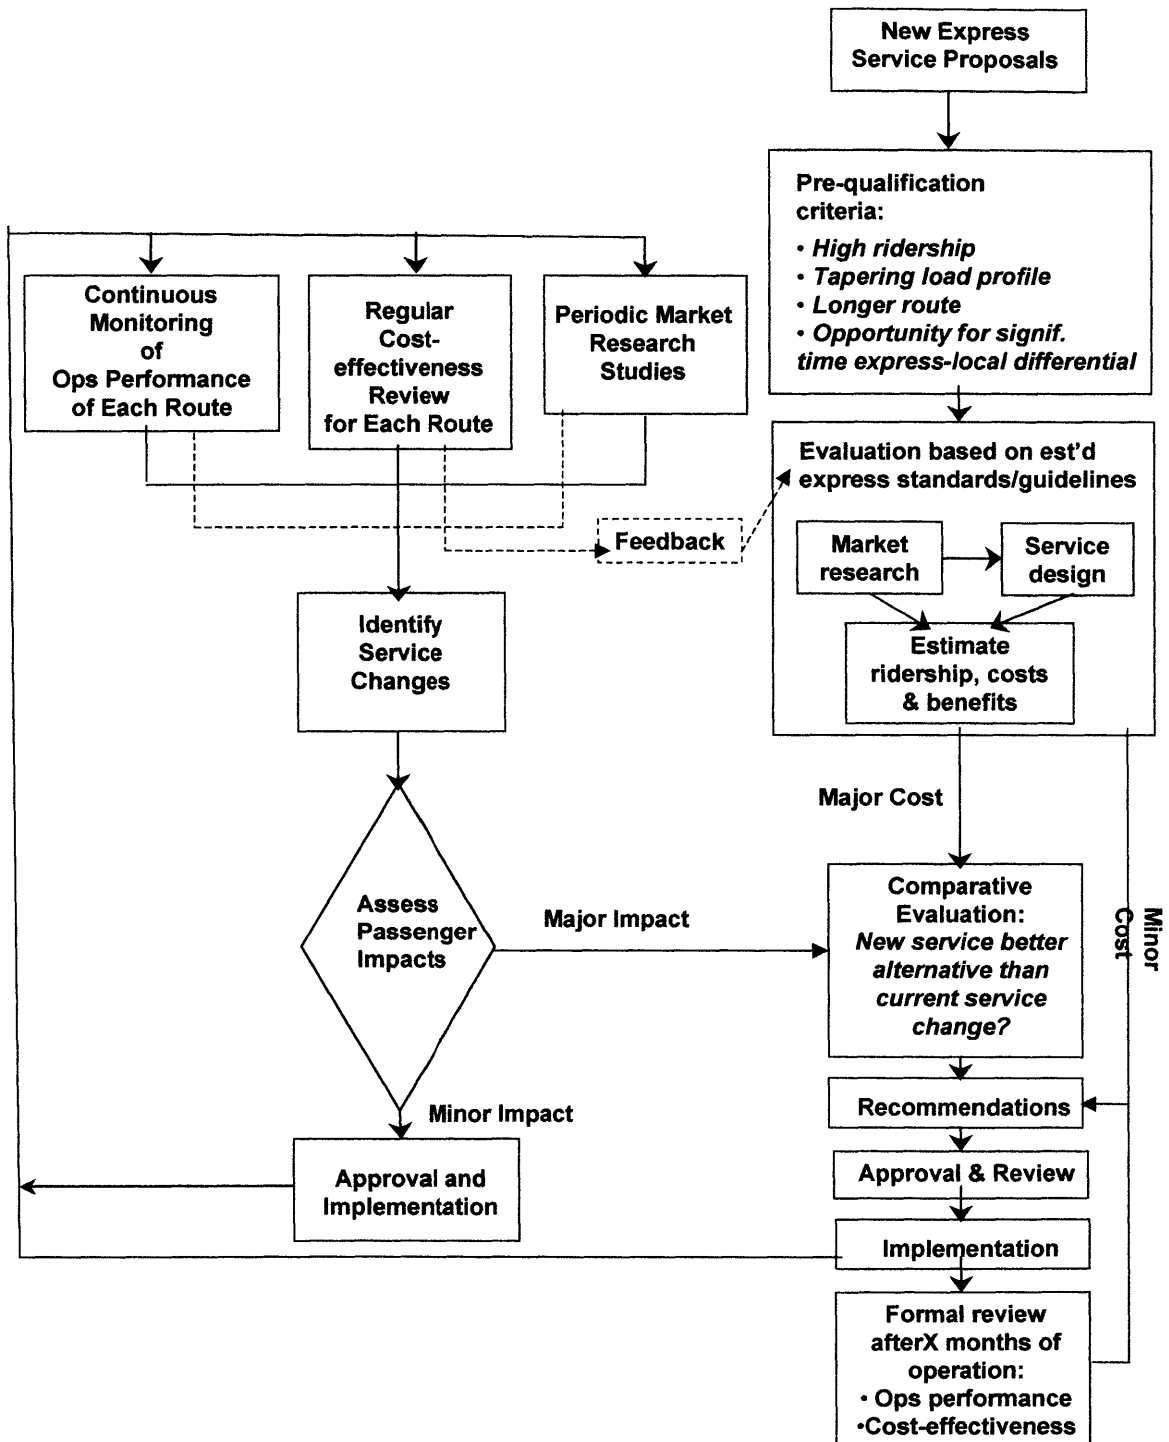 New Express
Service Proposals
Pre-qualification
criteria:
• High ridership
• Tapering load profile
• Longer route
• Opportunity for signif.
time express-local differential
Continuous
Monitoring
of
Ops Performance
of Each Route
Regular
Cost-
effectiveness
Review
for Each Route
Periodic Market
Research
Studies
Evaluation based on est'd
express standards/guidelines
Market
research
Service
design
Estimate
ridership, costs
& benefits
Feedback
Identify
Service
Changes
Major Cost
Assess
Passenger
Impacts
Major Impact
Comparative
Evaluation:
New service better
alternative than
current service
change?
Minor
Cost
Minor Impact
Recommendations
Approval and
Implementation
Approval & Review
Implementation
Formal review
afterX months of
operation:
• Ops performance
•Cost-effectiveness